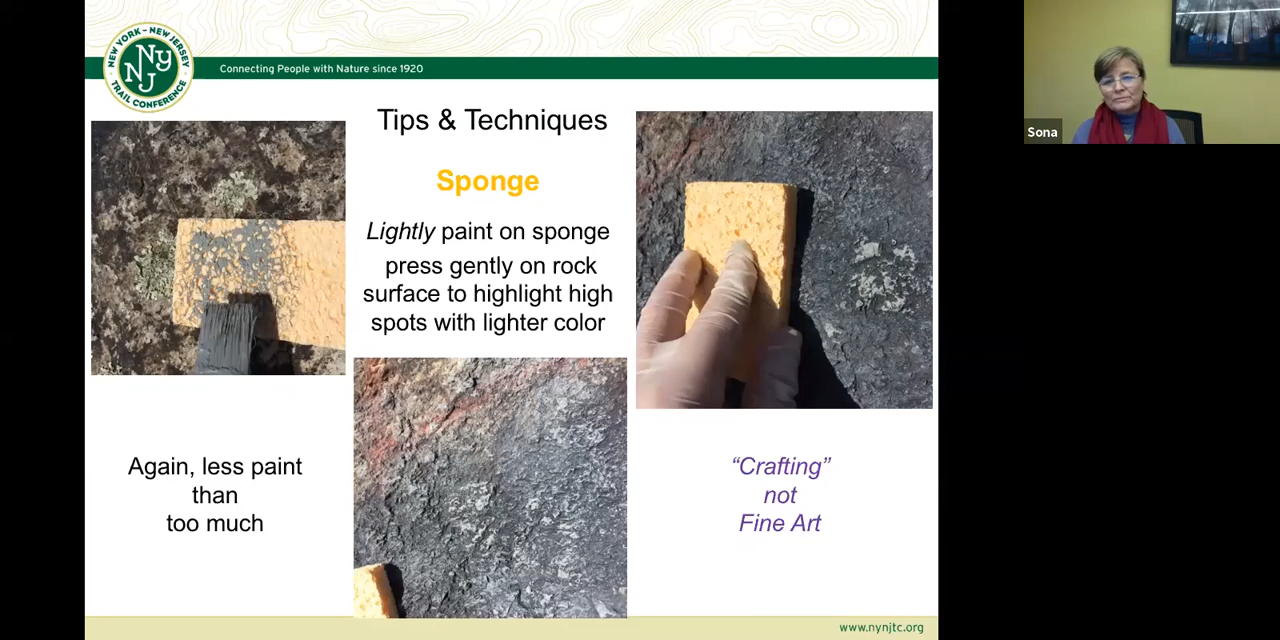 NEW YORK - NEW JERSEY
NY
NJ
TRAIL CONFERENCE
Connecting People with Nature since 1920
Sona
Tips & Techniques
Sponge
Lightly paint on sponge
press gently on rock
surface to highlight high
spots with lighter color
Again, less paint
than
too much
“Crafting”
not
Fine Art
www.nynjtc.org